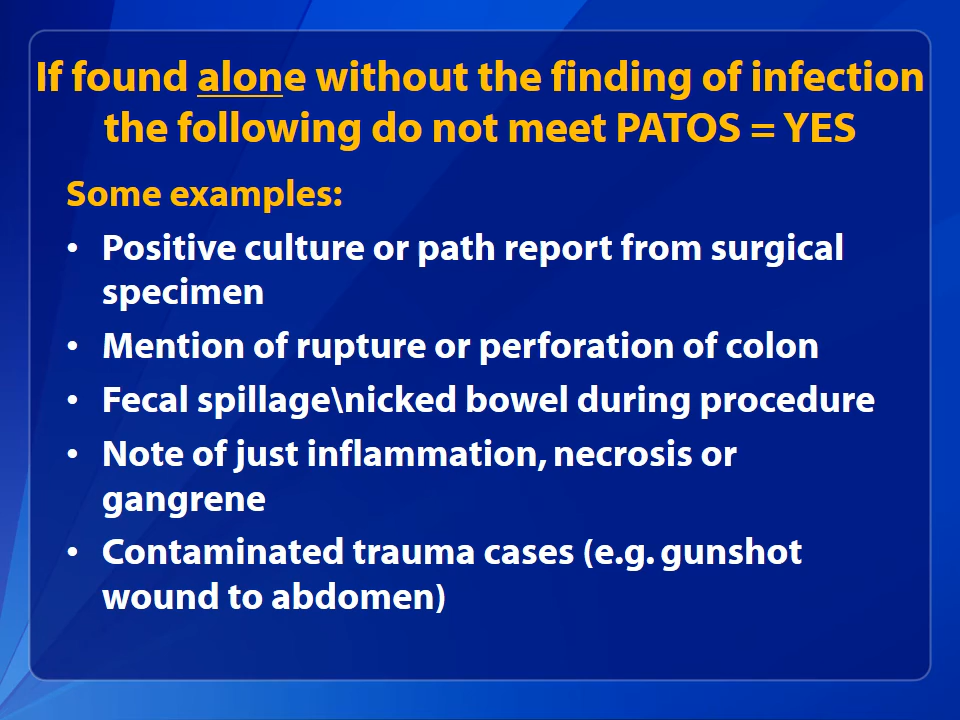 If found alone without the finding of infection
the following do not meet PATOS = YES
Some examples:
• Positive culture or path report from surgical
specimen
• Mention of rupture or perforation of colon
• Fecal spillage\nicked bowel during procedure
• Note of just inflammation, necrosis or
gangrene
• Contaminated trauma cases (e.g. gunshot
wound to abdomen)